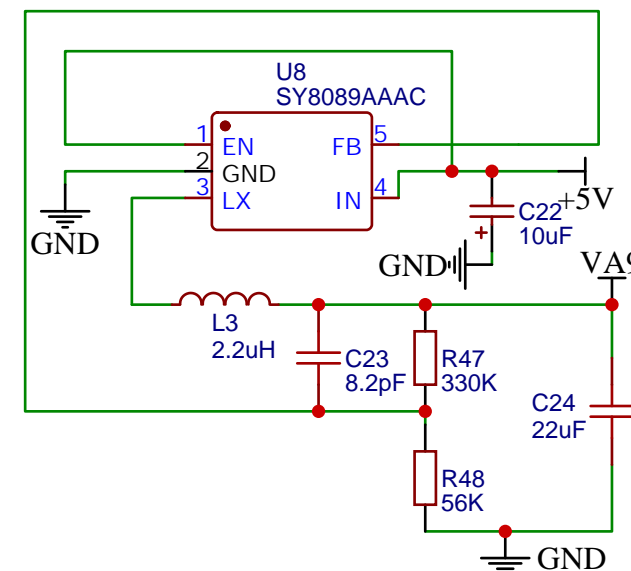 U8
SY8089AAAC
1
EN
FB
5
2
GND
3
LX
IN
4
GND
C22
10uF
+5V
GND
L3
2.2uH
C23
8.2pF
R47
330K
C24
22uF
R48
56K
GND